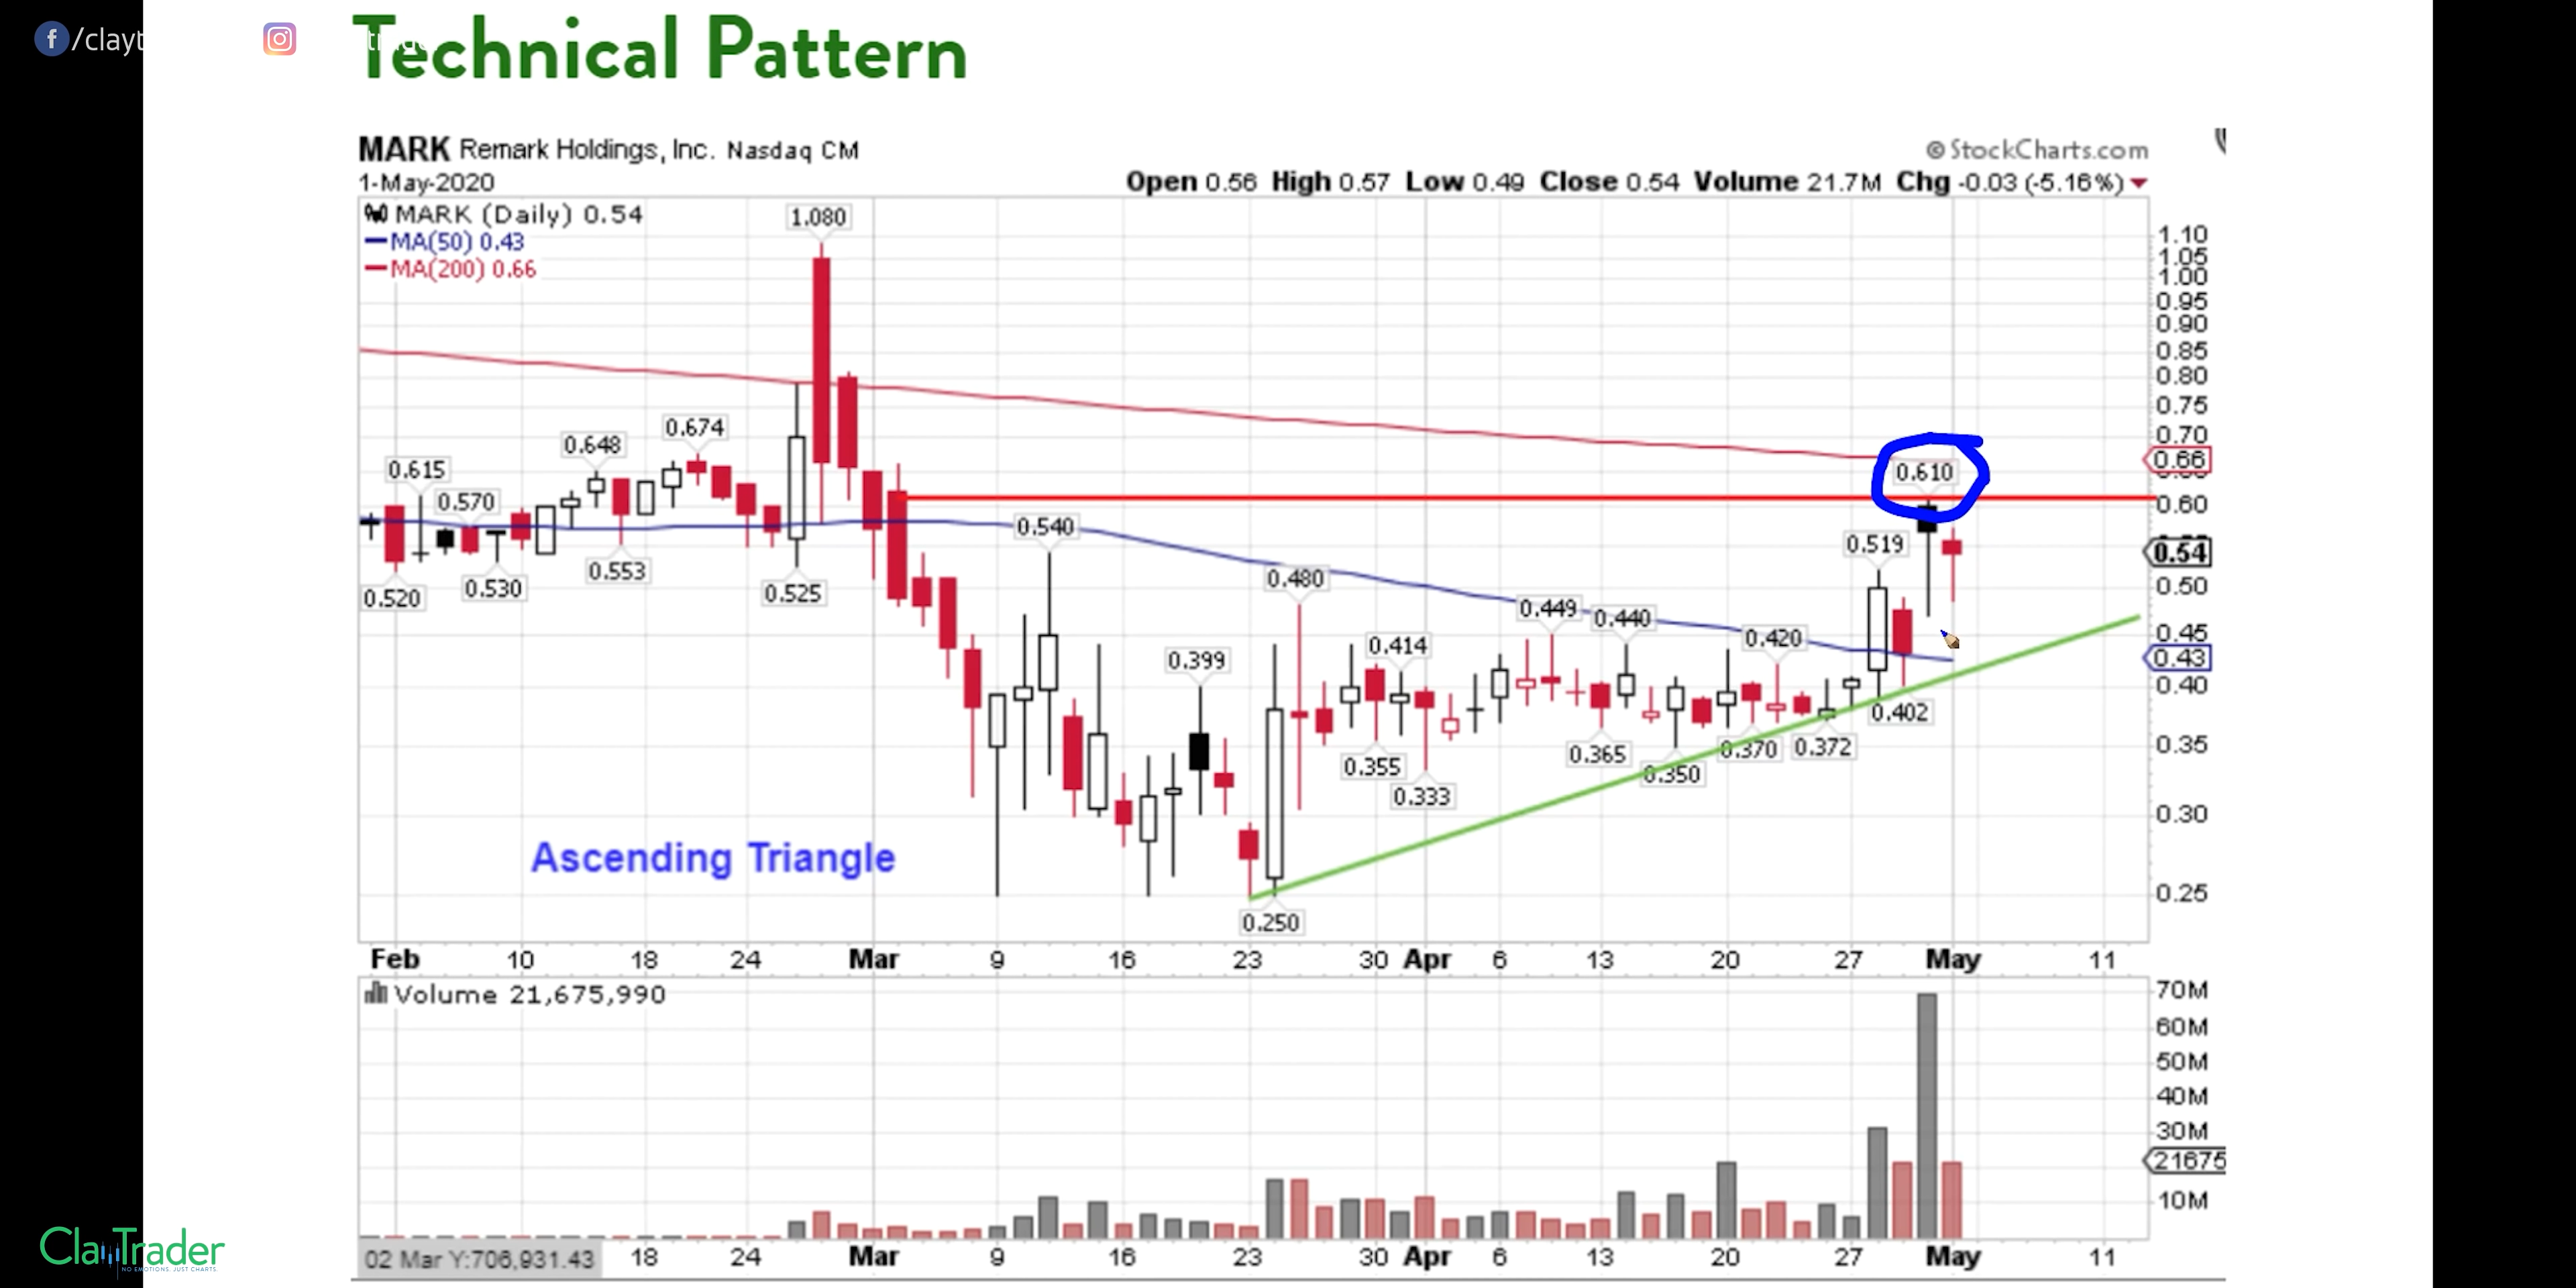 /clayt
Technical Pattern
MARK Remark Holdings, Inc. Nasdaq CM
© StockCharts.com
1-May-2020
Open 0.56 High 0.57 Low 0.49 Close 0.54 Volume 21.7M Chg -0.03 (-5.16%)
MARK (Daily) 0.54
MA(50) 0.43
MA(200) 0.66
1.080
0.674
0.648
0.615
0.570
0.520
0.530
0.553
0.525
0.540
0.399
0.480
0.250
0.414
0.355
0.333
0.449
0.440
0.420
0.365
0.350
0.370
0.372
0.519
0.402
0.610
1.10
1.05
1.00
0.95
0.90
0.85
0.80
0.75
0.70
0.66
0.60
0.54
0.50
0.45
0.43
0.40
0.35
0.30
0.25
Ascending Triangle
Feb 10 18 24 Mar 9 16 23 30 Apr 6 13 20 27 May 11
Volume 21,675,990
70M
60M
50M
40M
30M
21675
10M
02 Mar Y:706,931.43 18 24 Mar 9 16 23 30 Apr 6 13 20 27 May 11
ClayTrader
NO EMOTIONS. JUST CHARTS.